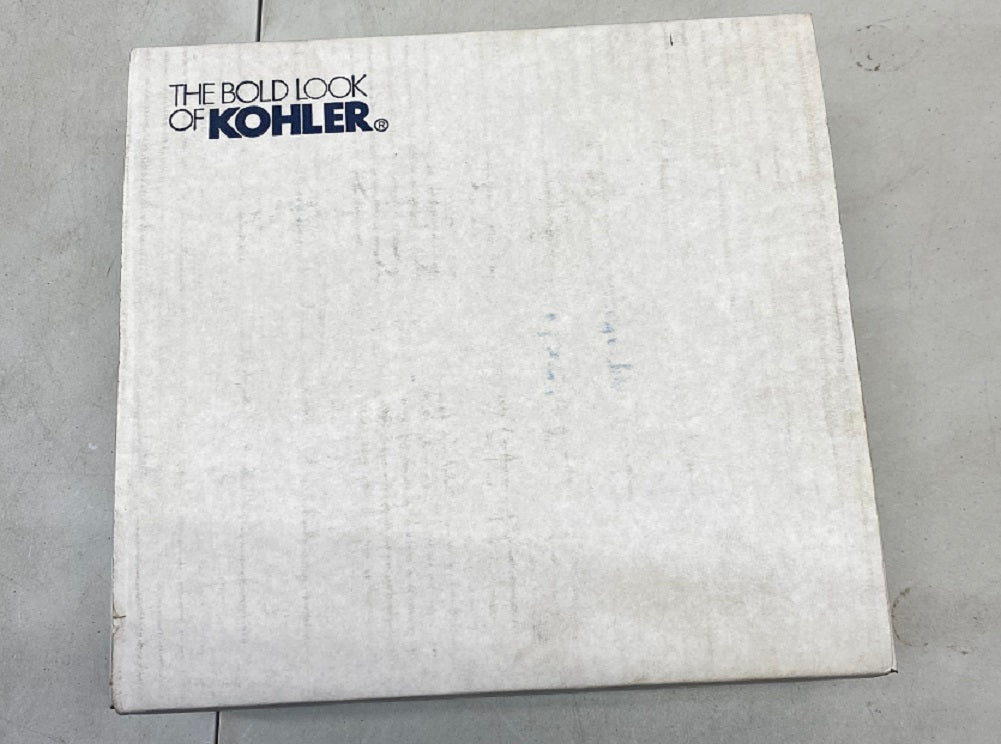 THE BOLD LOOK
OF KOHLER®